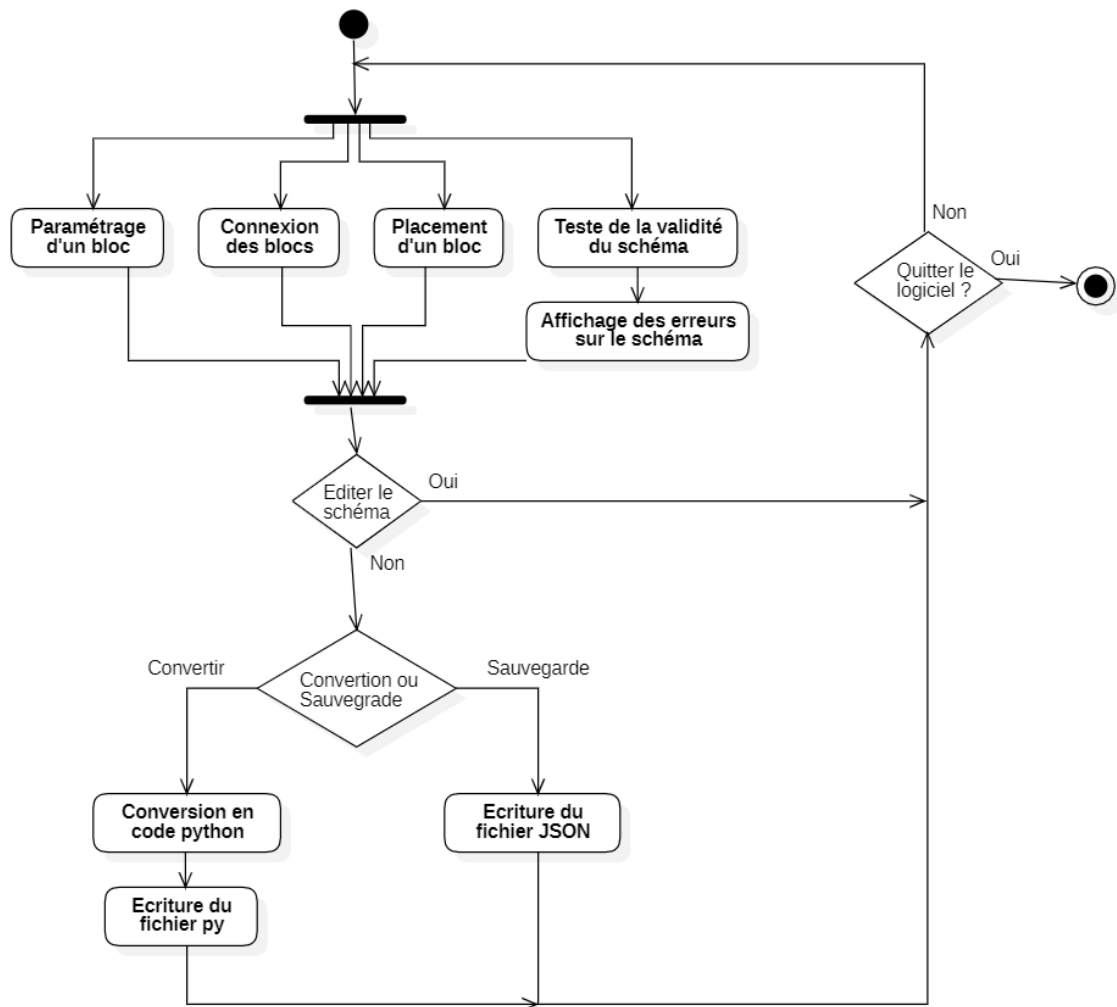 Paramétrage
d'un bloc
Connexion
des blocs
Placement
d'un bloc
Teste de la validité
du schéma
Affichage des erreurs
sur le schéma
Non
Quitter le
logiciel ?
Oui
Editer le
schéma
Oui
Non
Convertir
Convertion ou
Sauvegrade
Sauvegarde
Conversion en
code python
Ecriture du
fichier JSON
Ecriture du
fichier py